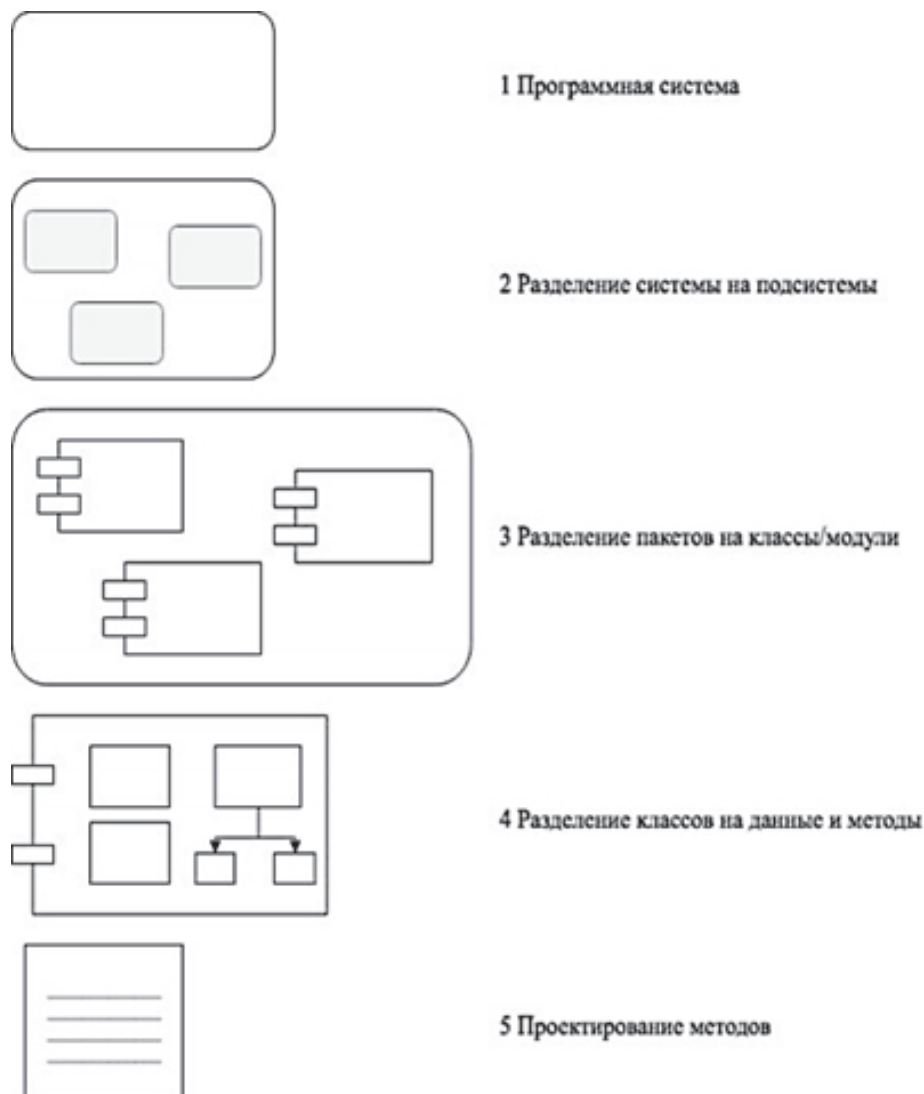 1 Программная система
2 Разделение системы на подсистемы
3 Разделение пакетов на классы/модули
4 Разделение классов на данные и методы
5 Проектирование методов